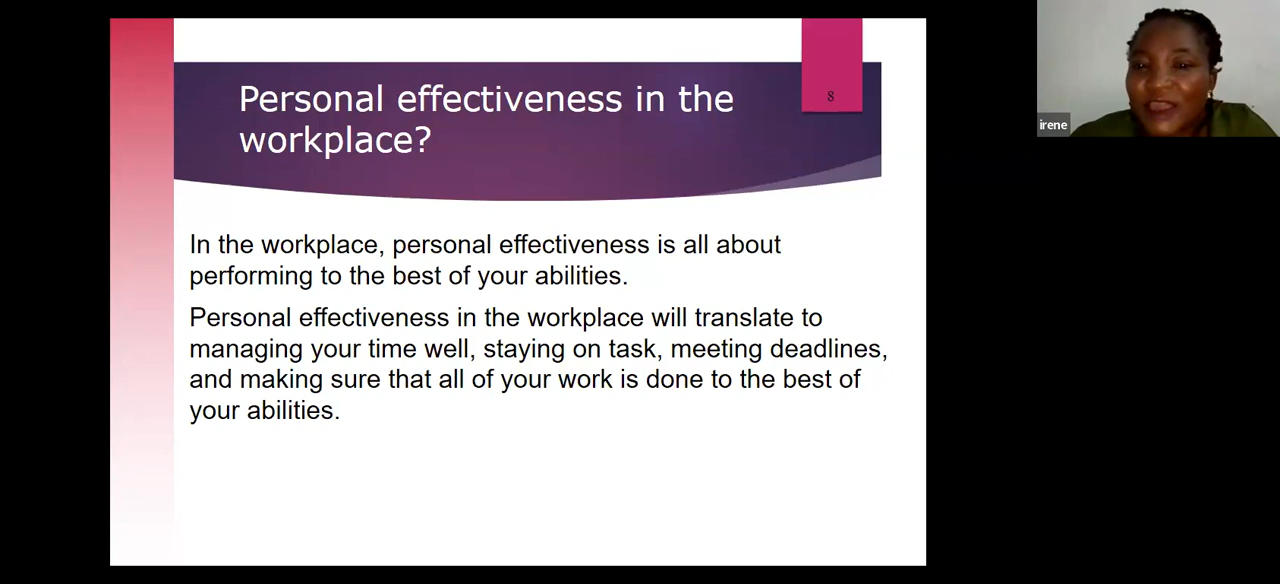 Personal effectiveness in the
workplace?
8
In the workplace, personal effectiveness is all about
performing to the best of your abilities.
Personal effectiveness in the workplace will translate to
managing your time well, staying on task, meeting deadlines,
and making sure that all of your work is done to the best of
your abilities.
irene